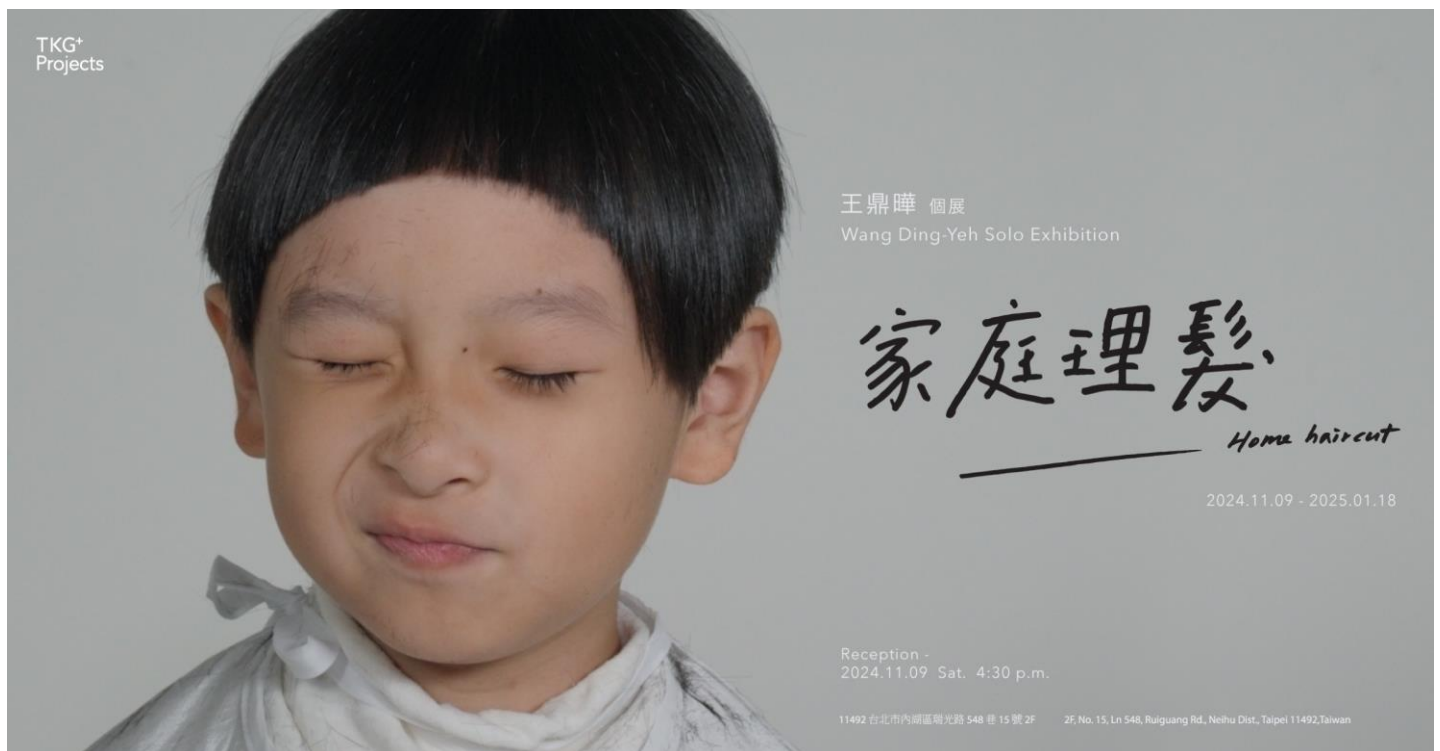 TKG⁺
Projects
王鼎曄 個展
Wang Ding-Yeh Solo Exhibition
家庭理髮
Home haircut
2024.11.09 - 2025.01.18
Reception -
2024.11.09 Sat. 4:30 p.m.
11492 台北市內湖區瑞光路 548 巷 15 號 2F 2F, No. 15, Ln 548, Ruiguang Rd., Neihu Dist., Taipei 11492,Taiwan